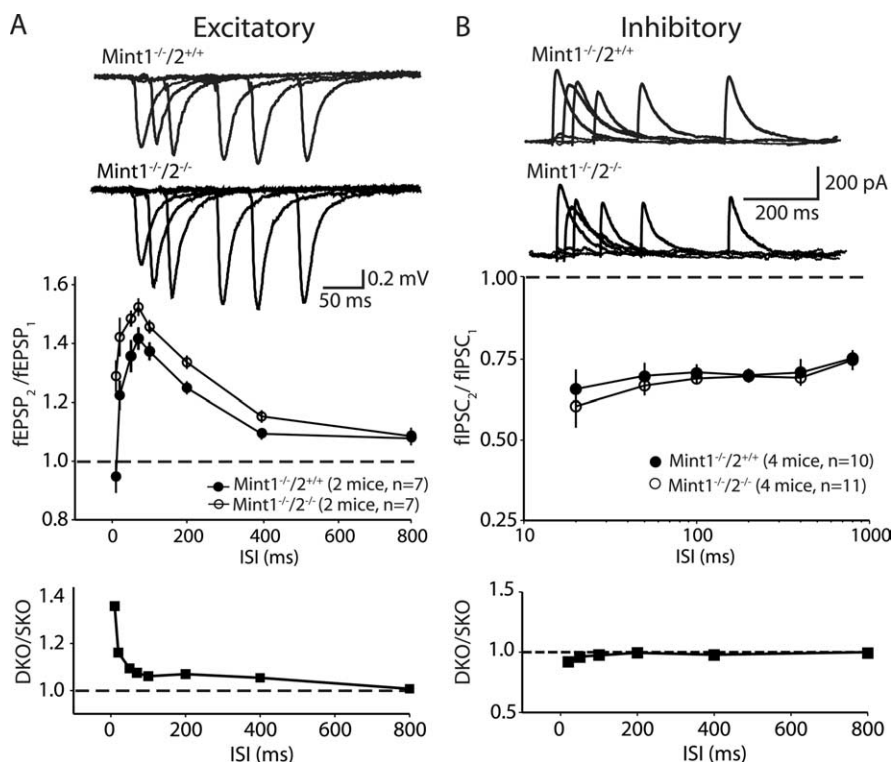 A
Excitatory
Mint1-/-/2+/+
Mint1-/-/2-/-
0.2 mV
50 ms
fEPSP2/fEPSP1
1.6
1.4
1.2
1.0
0.8
Mint1-/-/2+/+ (2 mice, n=7)
Mint1-/-/2-/- (2 mice, n=7)
0
200
400
600
800
ISI (ms)
DKO/SKO
1.4
1.2
1.0
0
200
400
600
800
ISI (ms)
B
Inhibitory
Mint1-/-/2+/+
Mint1-/-/2-/-
200 pA
200 ms
fIPSC2/ fIPSC1
1.00
0.75
0.50
0.25
Mint1-/-/2+/+ (4 mice, n=10)
Mint1-/-/2-/- (4 mice, n=11)
10
100
1000
ISI (ms)
DKO/SKO
1.5
1.0
0.5
0
200
400
600
800
ISI (ms)